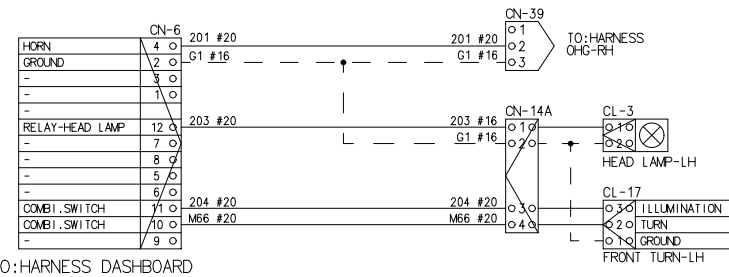 CN-6
HORN 4 201 #20
GROUND 2 G1 #16
- 3
- 1
-
RELAY-HEAD LAMP 12 203 #20
- 7
- 8
- 5
- 6
COMBI.SWITCH 11 204 #20
COMBI.SWITCH 10 M66 #20
- 9
O:HARNESS DASHBOARD
CN-39
1
201 #20 2
G1 #16 3
TO:HARNESS
OHG-RH
CN-14A
203 #16 1
G1 #16 2
204 #20 3
M66 #20 4
CL-3
1
2
HEAD LAMP-LH
CL-17
3 ILLUMINATION
2 TURN
1 GROUND
FRONT TURN-LH